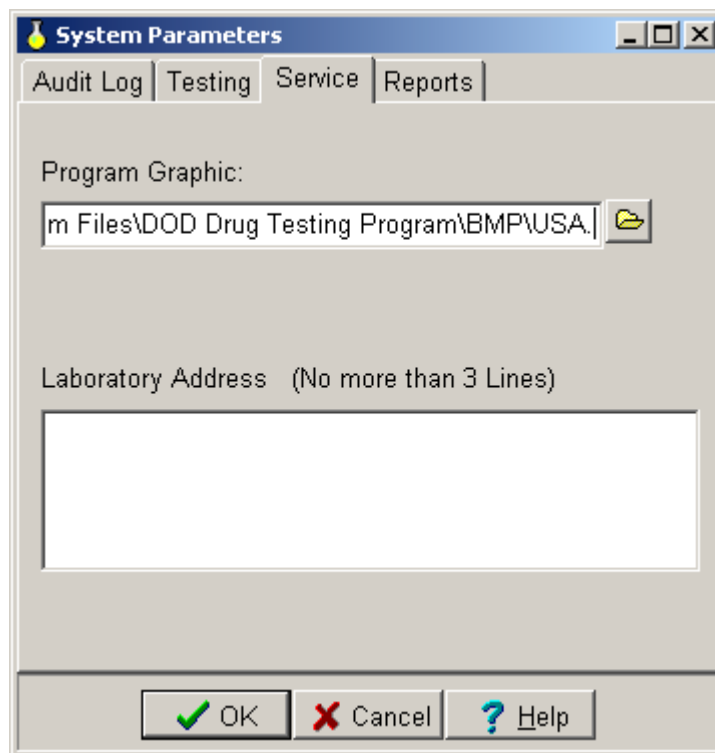 System Parameters
Audit Log Testing Service Reports
Program Graphic:
m Files\DOD Drug Testing Program\BMP\USA.
Laboratory Address (No more than 3 Lines)
OK Cancel ? Help